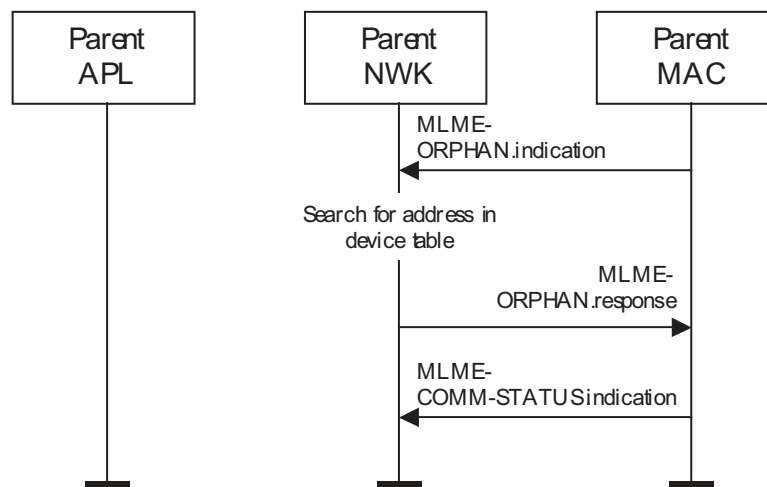 Parent
APL
Parent
NWK
Parent
MAC
MLME-
ORPHAN.indication
Search for address in
device table
MLME-
ORPHAN.response
MLME-
COMM-STATUS indication